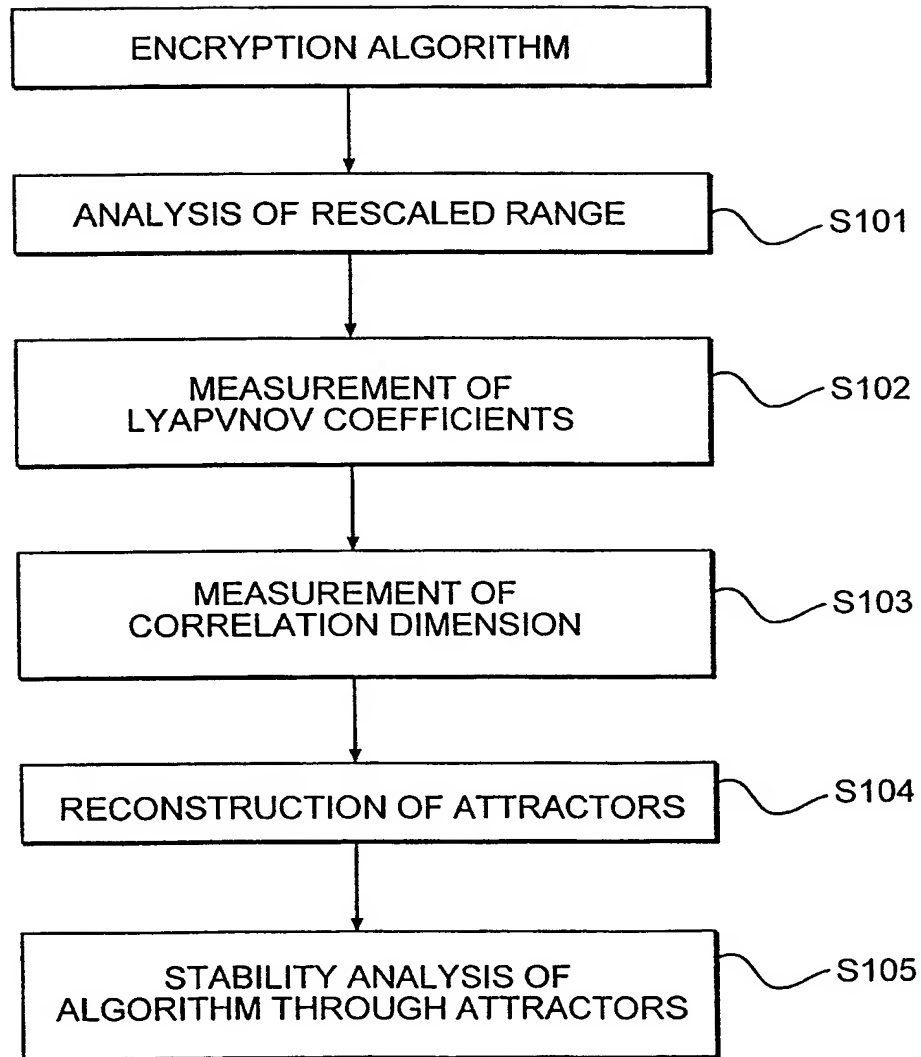 ENCRYPTION ALGORITHM
ANALYSIS OF RESCALED RANGE
S101
MEASUREMENT OF
LYAPVNOV COEFFICIENTS
S102
MEASUREMENT OF
CORRELATION DIMENSION
S103
RECONSTRUCTION OF ATTRACTORS
S104
STABILITY ANALYSIS OF
ALGORITHM THROUGH ATTRACTORS
S105